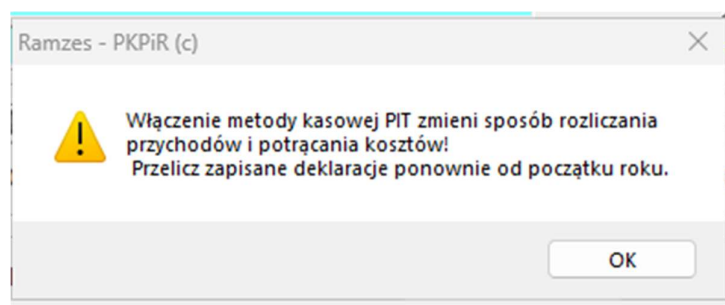 Ramzes - PKPiR (c)
Włączenie metody kasowej PIT zmieni sposób rozliczania
przychodów i potrącania kosztów!
Przelicz zapisane deklaracje ponownie od początku roku.
OK